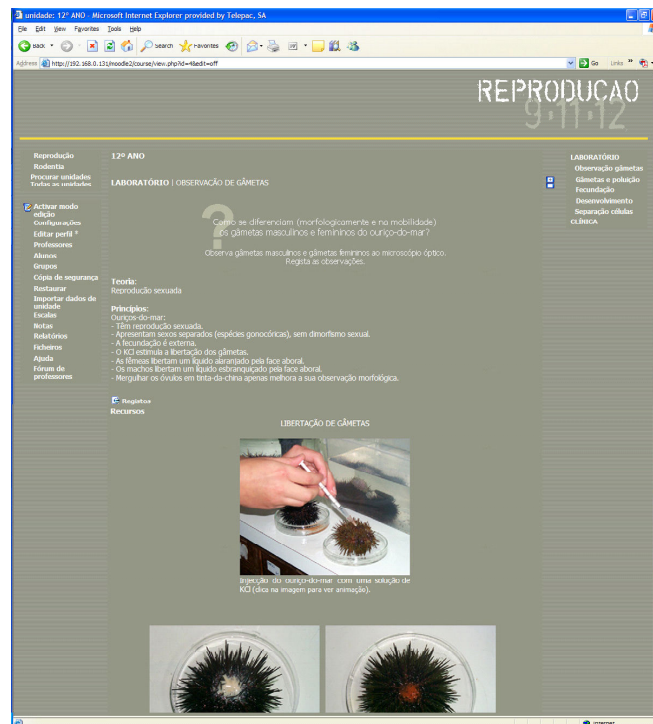 unidade: 12º ANO - Microsoft Internet Explorer provided by Telepac, SA
File Edit View Favorites Tools Help
Back Search Favorites
Address http://192.168.0.131/moodle2/course/view.php?id=4&edit=off Go Links
REPRODUCAO
9.11.12
Reprodução
Rodentia
Procurar unidades
Todas as unidades
Activar modo
edição
Configurações
Editar perfil
Professores
Alunos
Grupos
Cópia de segurança
Restaurar
Importar dados de
unidade
Escalas
Notas
Relatórios
Ficheiros
Ajuda
Fórum de
professores
12º ANO
LABORATÓRIO | OBSERVAÇÃO DE GÂMETAS
?
Como se diferenciam (morfologicamente e na mobilidade)
os gâmetas masculinos e femininos do ouriço-do-mar?
Observa gâmetas masculinos e gâmetas femininos ao microscópio óptico.
Regista as observações.
Teoria:
Reprodução sexuada
Princípios:
Ouriços-do-mar:
- Têm reprodução sexuada.
- Apresentam sexos separados (espécies gonocóricas), sem dimorfismo sexual.
- A fecundação é externa.
- O KCl estimula a libertação dos gâmetas.
- As fêmeas libertam um líquido alaranjado pela face aboral.
- Os machos libertam um líquido esbranquiçado pela face aboral.
- Mergulhar os óvulos em tinta-da-china apenas melhora a sua observação morfológica.
Registos
Recursos
LIBERTAÇÃO DE GÂMETAS
Injecção do ouriço-do-mar com uma solução de
KCl (clica na imagem para ver animação).
LABORATÓRIO
Observação gâmetas
Gâmetas e poluição
Fecundação
Desenvolvimento
Separação células
CLÍNICA
Internet